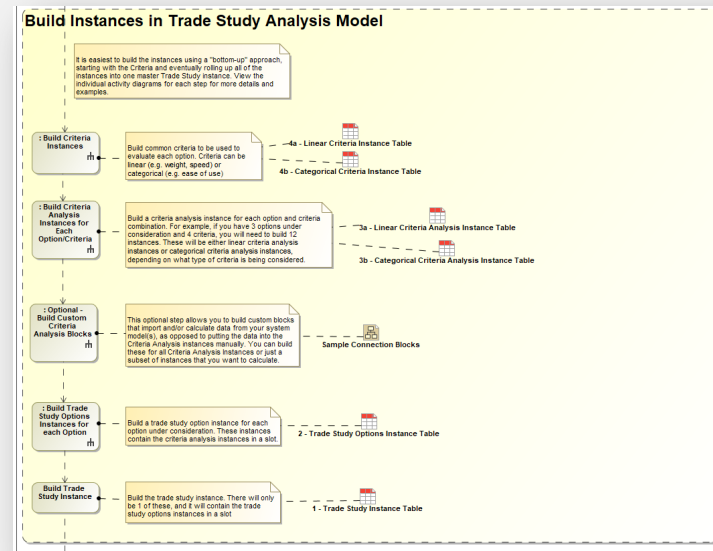 Build Instances in Trade Study Analysis Model
It is easiest to build the instances using a "bottom-up" approach,
starting with the Criteria and eventually rolling up all of the
instances into one master Trade Study instance. View the
individual activity diagrams for each step for more details and
examples.
: Build Criteria
Instances
Build common criteria to be used to
evaluate each option. Criteria can be
linear (e.g. weight, speed) or
categorical (e.g. ease of use)
4a - Linear Criteria Instance Table
4b - Categorical Criteria Instance Table
: Build Criteria
Analysis
Instances for
Each
Option/Criteria
Build a criteria analysis instance for each option and criteria
combination. For example, if you have 3 options under
consideration and 4 criteria, you will need to build 12
instances. These will be either linear criteria analysis
instances or categorical criteria analysis instances,
depending on what type of criteria is being considered.
3a - Linear Criteria Analysis Instance Table
3b - Categorical Criteria Analysis Instance Table
: Optional -
Build Custom
Criteria
Analysis Blocks
This optional step allows you to build custom blocks
that import and/or calculate data from your system
model(s), as opposed to putting the data into the
Criteria Analysis instances manually. You can build
these for all Criteria Analysis Instances or just a
subset of instances that you want to calculate.
Sample Connection Blocks
: Build Trade
Study Options
Instances for
each Option
Build a trade study option instance for each
option under consideration. These instances
contain the criteria analysis instances in a slot.
2 - Trade Study Options Instance Table
Build Trade
Study Instance
Build the trade study instance. There will only
be 1 of these, and it will contain the trade
study options instances in a slot
1 - Trade Study Instance Table